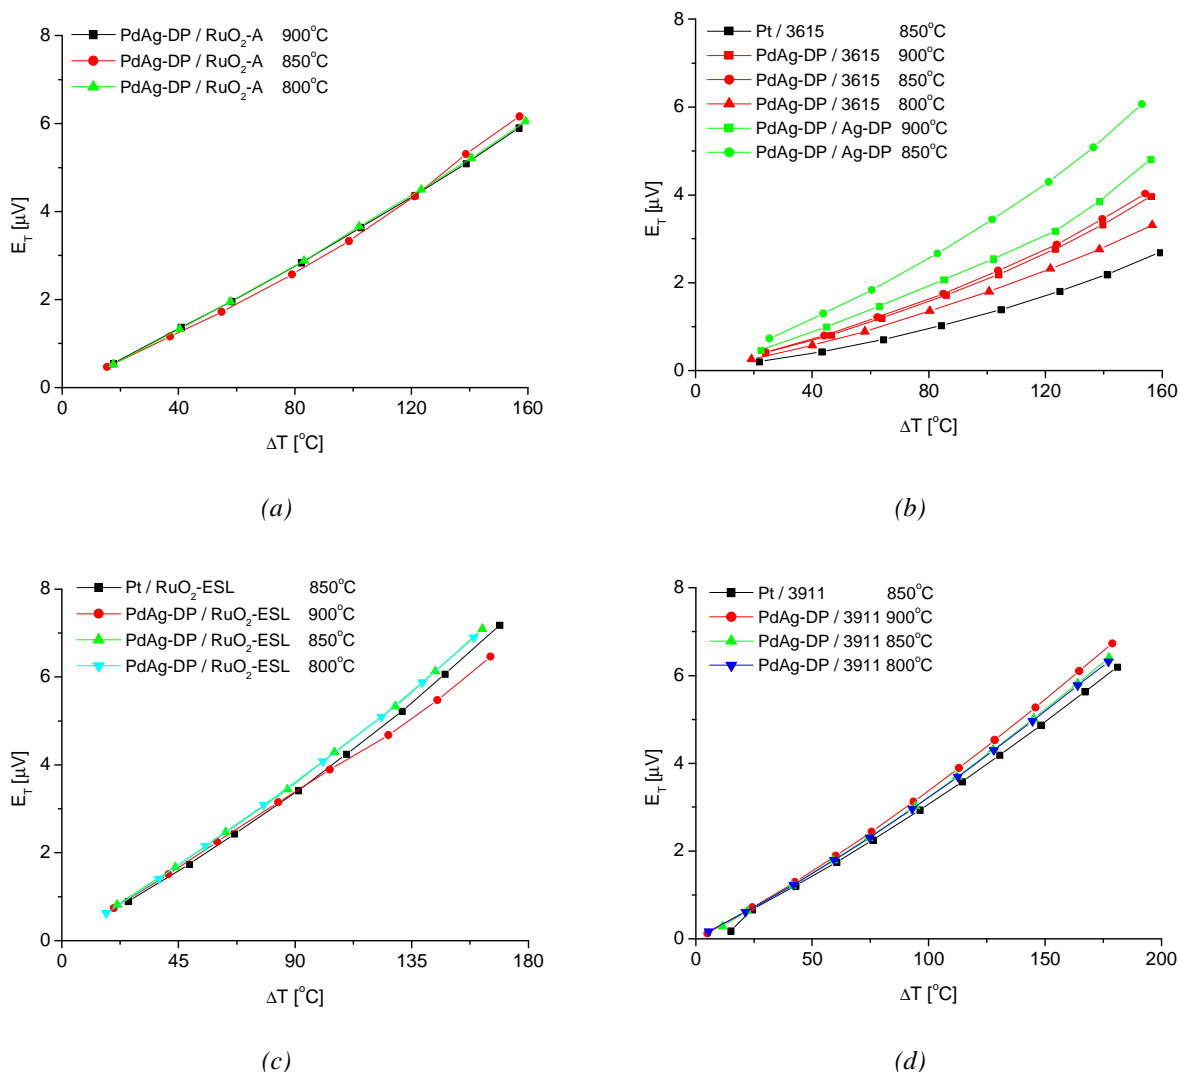 PdAg-DP / RuO₂-A 900°C
PdAg-DP / RuO₂-A 850°C
PdAg-DP / RuO₂-A 800°C
8
6
4
2
0
E_T [µV]
0 40 80 120 160
ΔT [°C]
(a)
Pt / 3615 850°C
PdAg-DP / 3615 900°C
PdAg-DP / 3615 850°C
PdAg-DP / 3615 800°C
PdAg-DP / Ag-DP 900°C
PdAg-DP / Ag-DP 850°C
8
6
4
2
0
E_T [µV]
0 40 80 120 160
ΔT [°C]
(b)
Pt / RuO₂-ESL 850°C
PdAg-DP / RuO₂-ESL 900°C
PdAg-DP / RuO₂-ESL 850°C
PdAg-DP / RuO₂-ESL 800°C
8
6
4
2
0
E_T [µV]
0 45 90 135 180
ΔT [°C]
(c)
Pt / 3911 850°C
PdAg-DP / 3911 900°C
PdAg-DP / 3911 850°C
PdAg-DP / 3911 800°C
8
6
4
2
0
E_T [µV]
0 50 100 150 200
ΔT [°C]
(d)